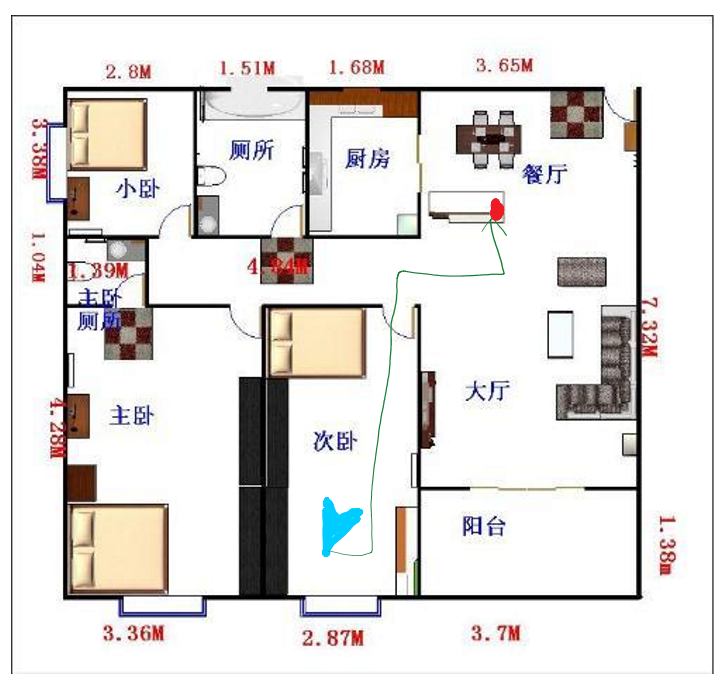 2.8M
1.51M
1.68M
3.65M
3.38M
厕所
厨房
餐厅
小卧
1.04M
1.39M
4.84M
主卧
厕所
7.32M
大厅
4.28M
主卧
次卧
阳台
1.38m
3.36M
2.87M
3.7M